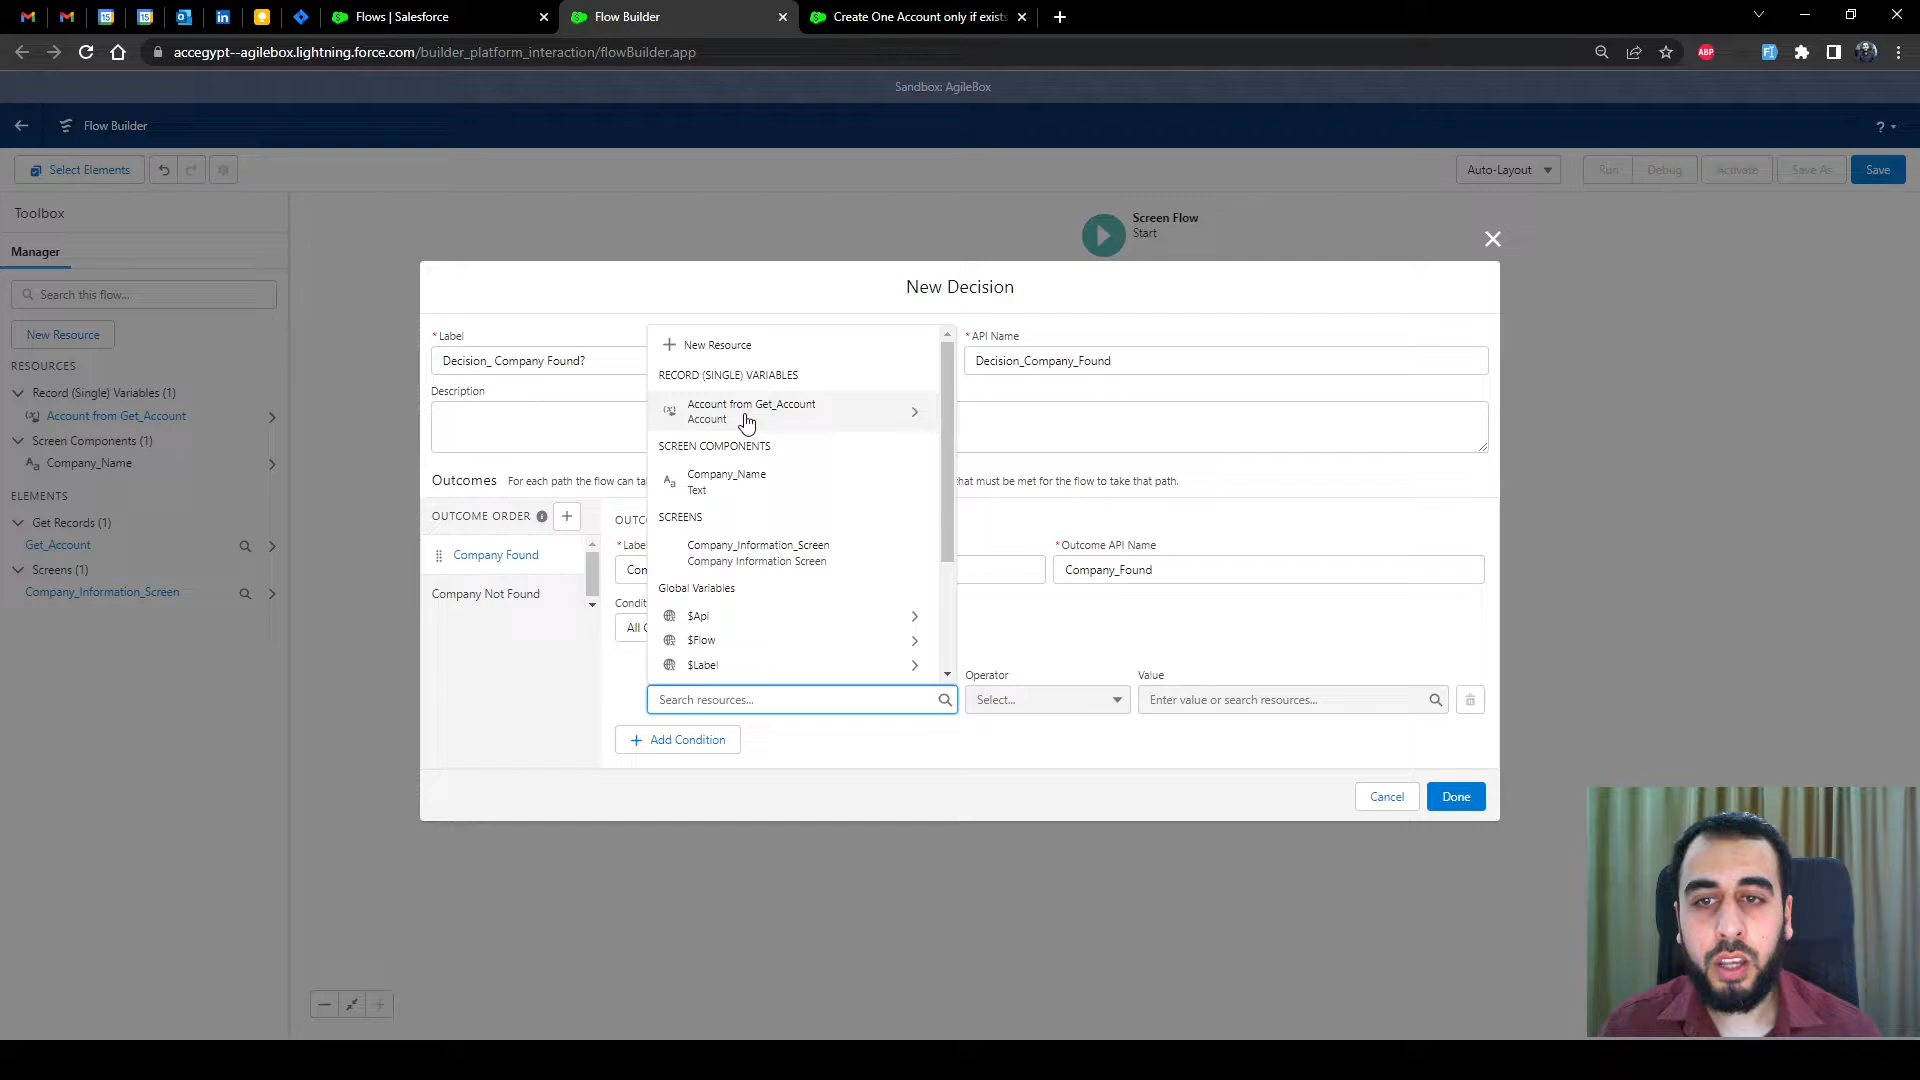 Flows | Salesforce
Flow Builder
Create One Account only if exists
accegypt--agilebox.lightning.force.com/builder_platform_interaction/flowBuilder.app
ABP
Sandbox: AgileBox
Flow Builder
?
Select Elements
Auto-Layout
Run
Debug
Activate
Save As
Save
Toolbox
Manager
Search this flow...
New Resource
RESOURCES
Record (Single) Variables (1)
Account from Get_Account
Screen Components (1)
Company_Name
ELEMENTS
Get Records (1)
Get_Account
Screens (1)
Company_Information_Screen
Screen Flow
Start
New Decision
* Label
Decision_ Company Found?
* API Name
Decision_Company_Found
Description
Outcomes
For each path the flow can ta
that must be met for the flow to take that path.
OUTCOME ORDER
Company Found
Company Not Found
OUTC
* Label
Com
* Outcome API Name
Company_Found
Condit
All C
+ New Resource
RECORD (SINGLE) VARIABLES
Account from Get_Account
Account
SCREEN COMPONENTS
Company_Name
Text
SCREENS
Company_Information_Screen
Company Information Screen
Global Variables
$Api
$Flow
$Label
Search resources...
Operator
Select...
Value
Enter value or search resources...
+ Add Condition
Cancel
Done